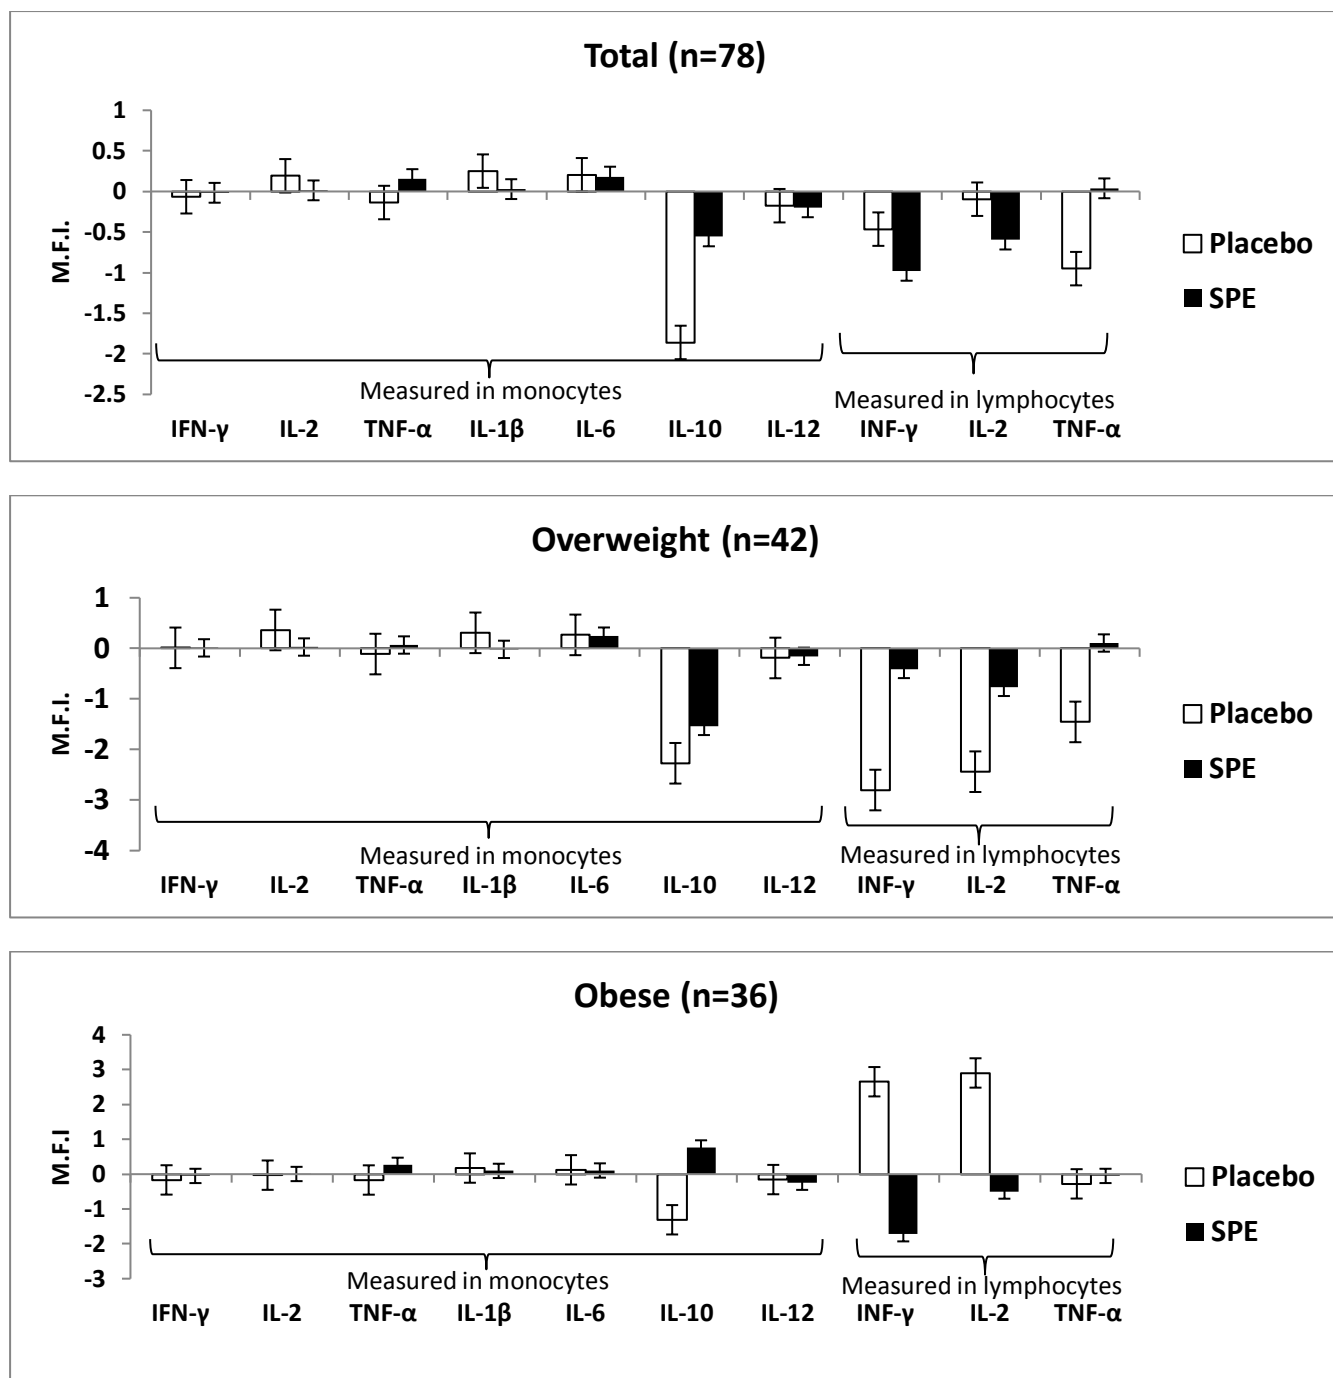 Total (n=78)
1
0.5
0
-0.5
-1
-1.5
-2
-2.5
M.F.I.
Placebo
SPE
Measured in monocytes
Measured in lymphocytes
IFN-γ IL-2 TNF-α IL-1β IL-6 IL-10 IL-12 INF-γ IL-2 TNF-α
Overweight (n=42)
1
0
-1
-2
-3
-4
M.F.I.
Placebo
SPE
Measured in monocytes
Measured in lymphocytes
IFN-γ IL-2 TNF-α IL-1β IL-6 IL-10 IL-12 INF-γ IL-2 TNF-α
Obese (n=36)
4
3
2
1
0
-1
-2
-3
M.F.I
Placebo
SPE
Measured in monocytes
Measured in lymphocytes
IFN-γ IL-2 TNF-α IL-1β IL-6 IL-10 IL-12 INF-γ IL-2 TNF-α